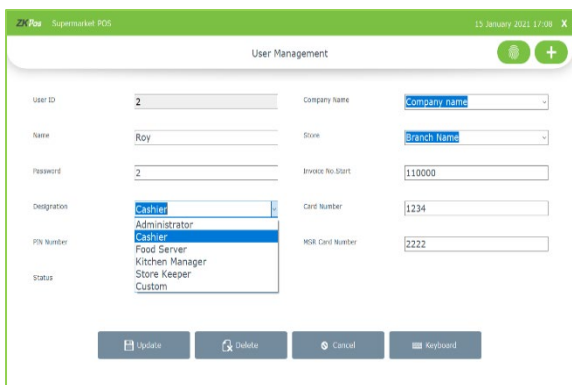 ZKPos Supermarket POS 15 January 2021 17:08 X
User Management
User ID 2 Company Name Company name
Name Roy Store Branch Name
Password 2 Invoice No.Start 110000
Designation Cashier Card Number 1234
Administrator
Cashier
PIN Number Food Server MSR Card Number 2222
Kitchen Manager
Status Store Keeper
Custom
Update Delete Cancel Keyboard